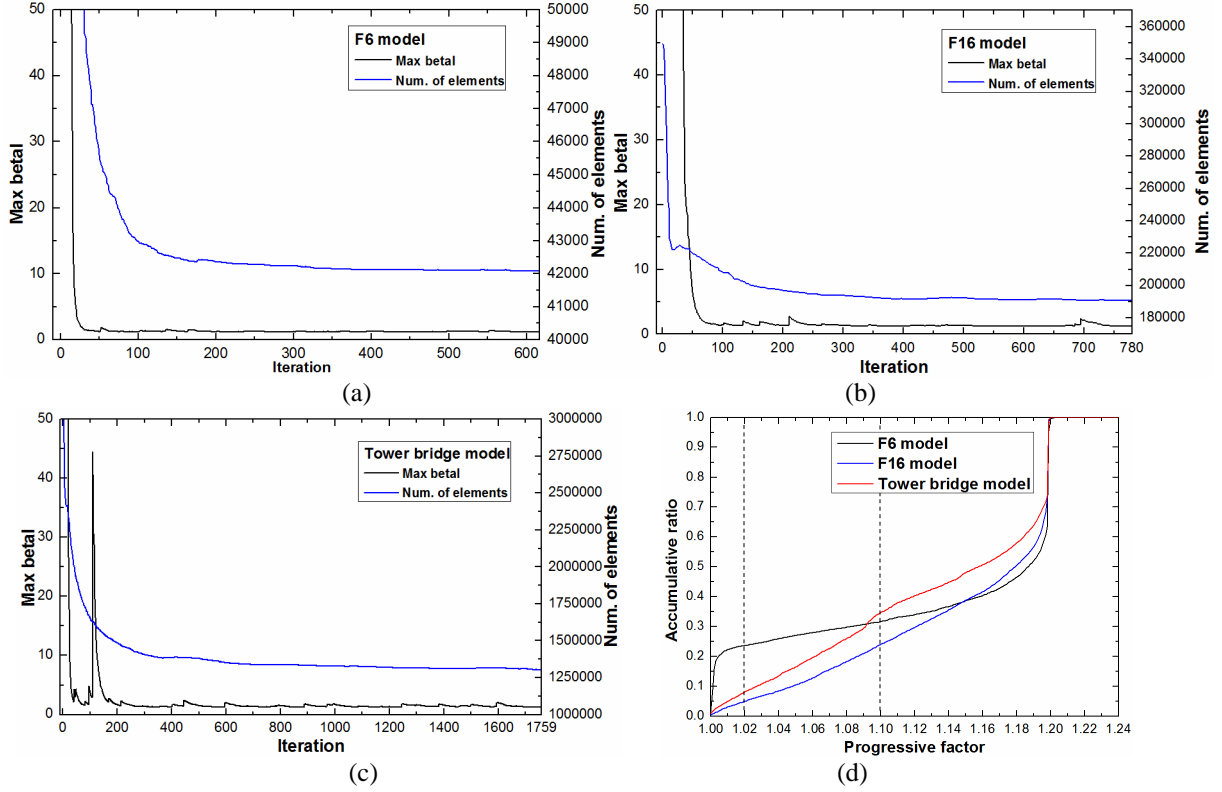 F6 model
Max betal
Num. of elements
50
40
30
20
10
0
Max betal
50000
49000
48000
47000
46000
45000
44000
43000
42000
41000
40000
Num. of elements
0 100 200 300 400 500 600
Iteration
(a)
F16 model
Max betal
Num. of elements
50
45
40
35
30
25
20
15
10
5
0
Max betal
360000
340000
320000
300000
280000
260000
240000
220000
200000
180000
Num. of elements
0 100 200 300 400 500 600 700 780
Iteration
(b)
Tower bridge model
Max betal
Num. of elements
50
40
30
20
10
0
Max betal
3000000
2750000
2500000
2250000
2000000
1750000
1500000
1250000
1000000
Num. of elements
0 200 400 600 800 1000 1200 1400 1600 1759
Iteration
(c)
F6 model
F16 model
Tower bridge model
1.0
0.9
0.8
0.7
0.6
0.5
0.4
0.3
0.2
0.1
0.0
Accumulative ratio
1.00 1.02 1.04 1.06 1.08 1.10 1.12 1.14 1.16 1.18 1.20 1.22 1.24
Progressive factor
(d)